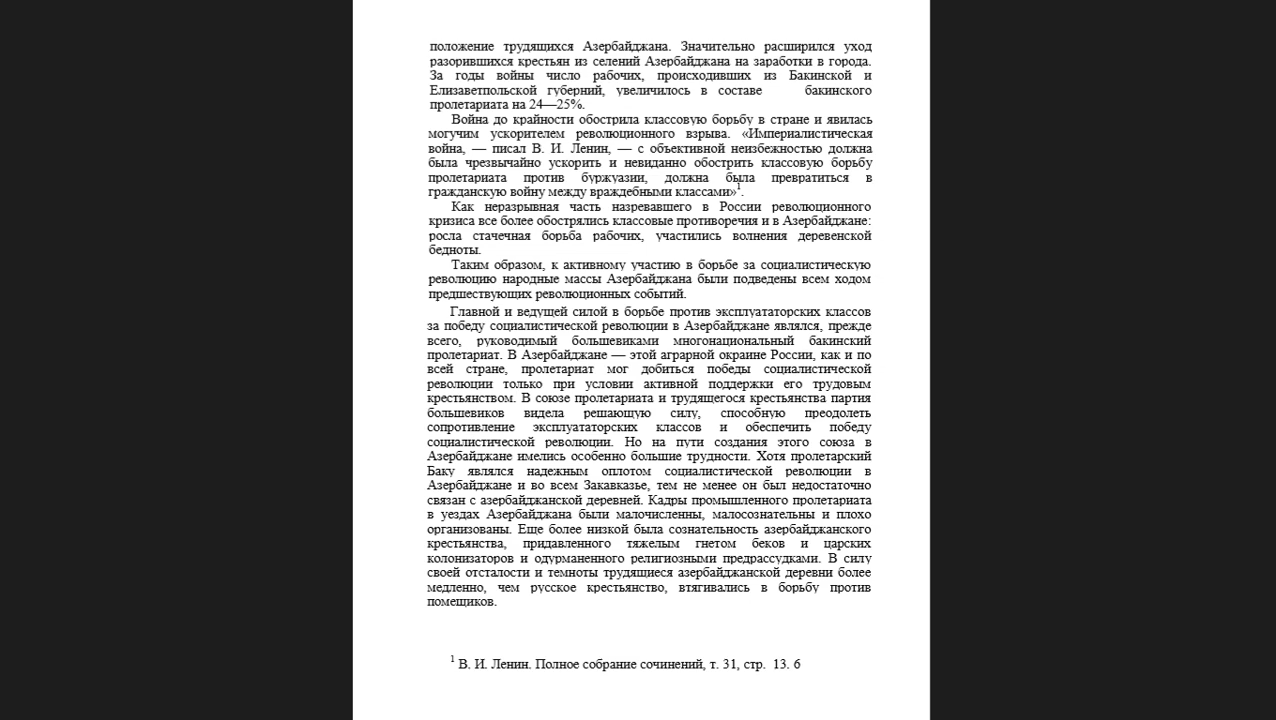 положение трудящихся Азербайджана. Значительно расширился уход
разорившихся крестьян из селений Азербайджана на заработки в города.
За годы войны число рабочих, происходивших из Бакинской и
Елизаветпольской губерний, увеличилось в составе бакинского
пролетариата на 24—25%.
Война до крайности обострила классовую борьбу в стране и явилась
могучим ускорителем революционного взрыва. «Империалистическая
война, — писал В. И. Ленин, — с объективной неизбежностью должна
была чрезвычайно ускорить и невиданно обострить классовую борьбу
пролетариата против буржуазии, должна была превратиться в
гражданскую войну между враждебными классами»¹.
Как неразрывная часть назревавшего в России революционного
кризиса все более обострялись классовые противоречия и в Азербайджане:
росла стачечная борьба рабочих, участились волнения деревенской
бедноты.
Таким образом, к активному участию в борьбе за социалистическую
революцию народные массы Азербайджана были подведены всем ходом
предшествующих революционных событий.
Главной и ведущей силой в борьбе против эксплуататорских классов
за победу социалистической революции в Азербайджане являлся, прежде
всего, руководимый большевиками многонациональный бакинский
пролетариат. В Азербайджане — этой аграрной окраине России, как и по
всей стране, пролетариат мог добиться победы социалистической
революции только при условии активной поддержки его трудовым
крестьянством. В союзе пролетариата и трудящегося крестьянства партия
большевиков видела решающую силу, способную преодолеть
сопротивление эксплуататорских классов и обеспечить победу
социалистической революции. Но на пути создания этого союза в
Азербайджане имелись особенно большие трудности. Хотя пролетарский
Баку являлся надежным оплотом социалистической революции в
Азербайджане и во всем Закавказье, тем не менее он был недостаточно
связан с азербайджанской деревней. Кадры промышленного пролетариата
в уездах Азербайджана были малочисленны, малосознательны и плохо
организованы. Еще более низкой была сознательность азербайджанского
крестьянства, придавленного тяжелым гнетом беков и царских
колонизаторов и одурманенного религиозными предрассудками. В силу
своей отсталости и темноты трудящиеся азербайджанской деревни более
медленно, чем русское крестьянство, втягивались в борьбу против
помещиков.
¹ В. И. Ленин. Полное собрание сочинений, т. 31, стр. 13. 6